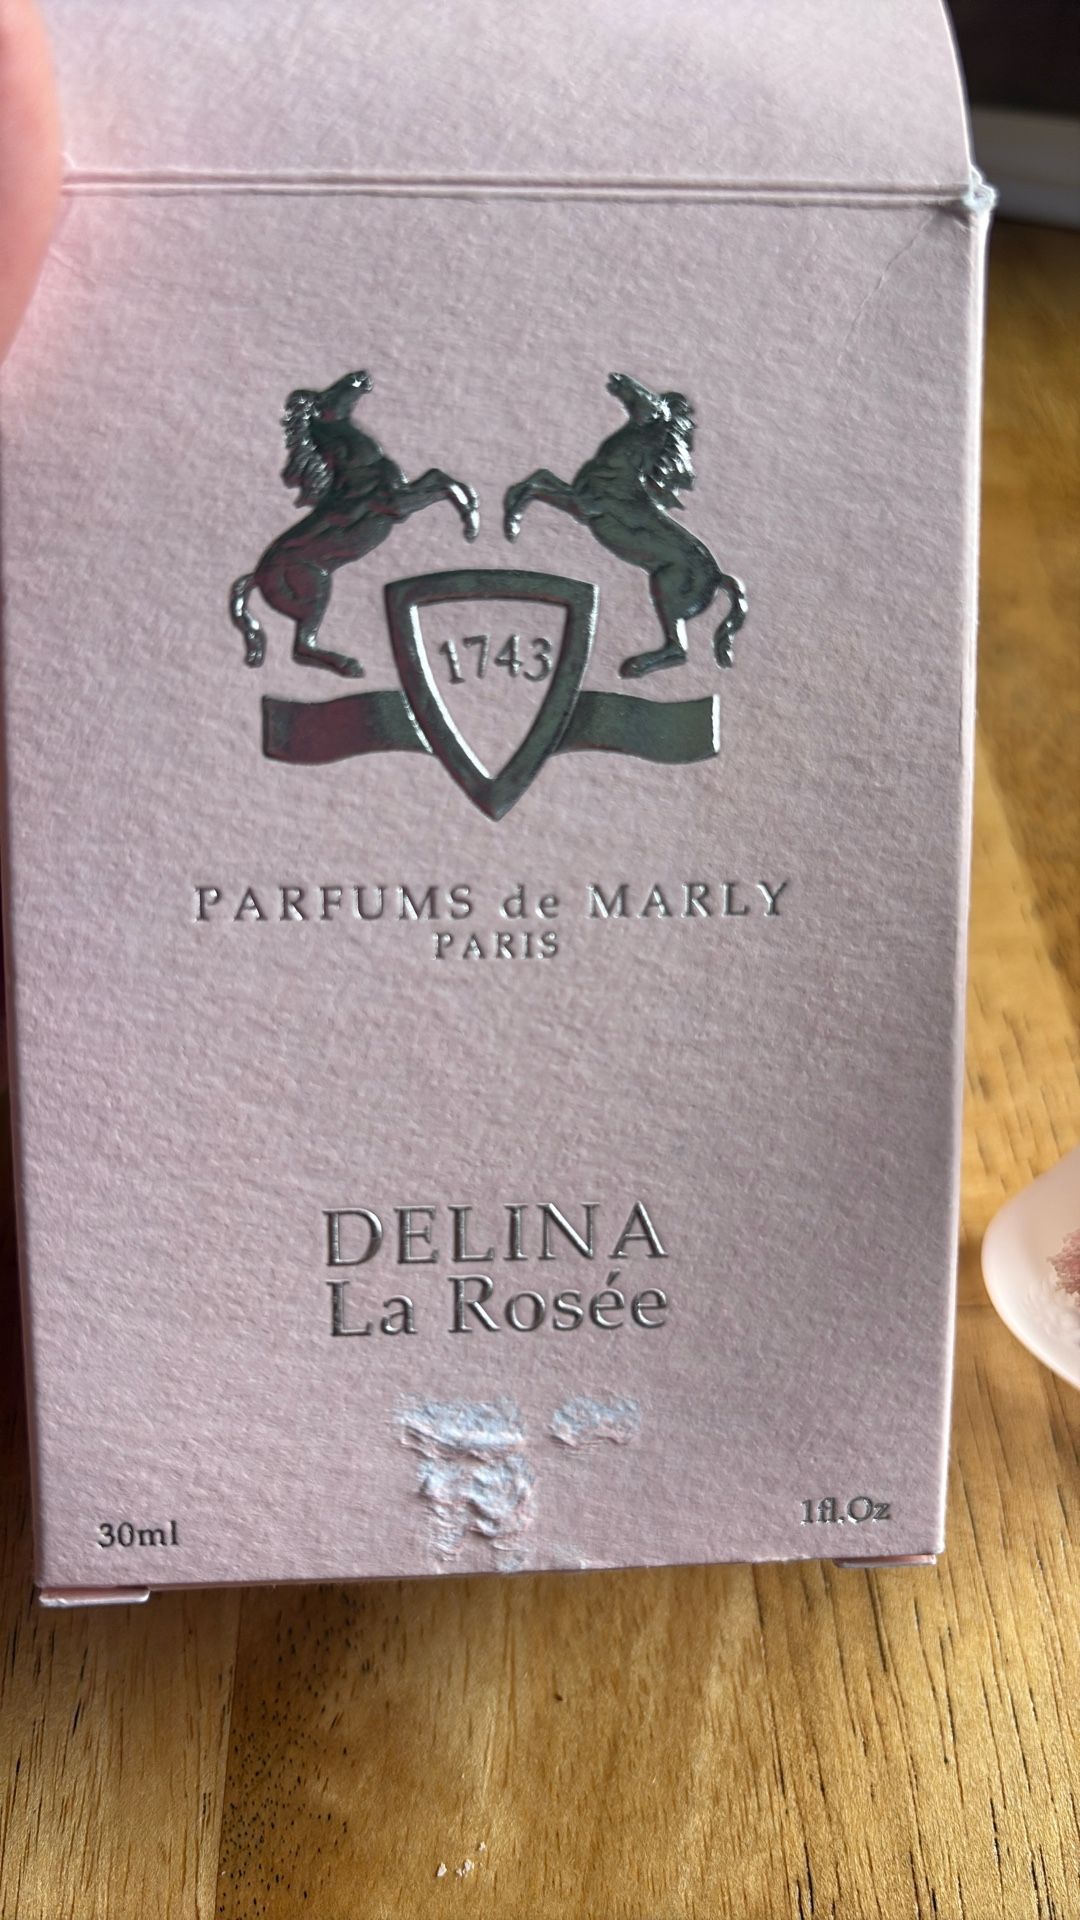 1743
PARFUMS de MARLY
PARIS
DELINA
La Rosée
30ml
1fl.Oz